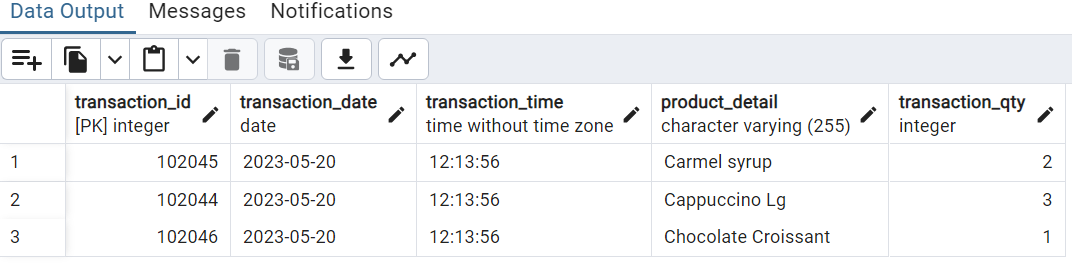 Data Output Messages Notifications
transaction_id transaction_date transaction_time product_detail transaction_qty
[PK] integer date time without time zone character varying (255) integer
1 102045 2023-05-20 12:13:56 Carmel syrup 2
2 102044 2023-05-20 12:13:56 Cappuccino Lg 3
3 102046 2023-05-20 12:13:56 Chocolate Croissant 1